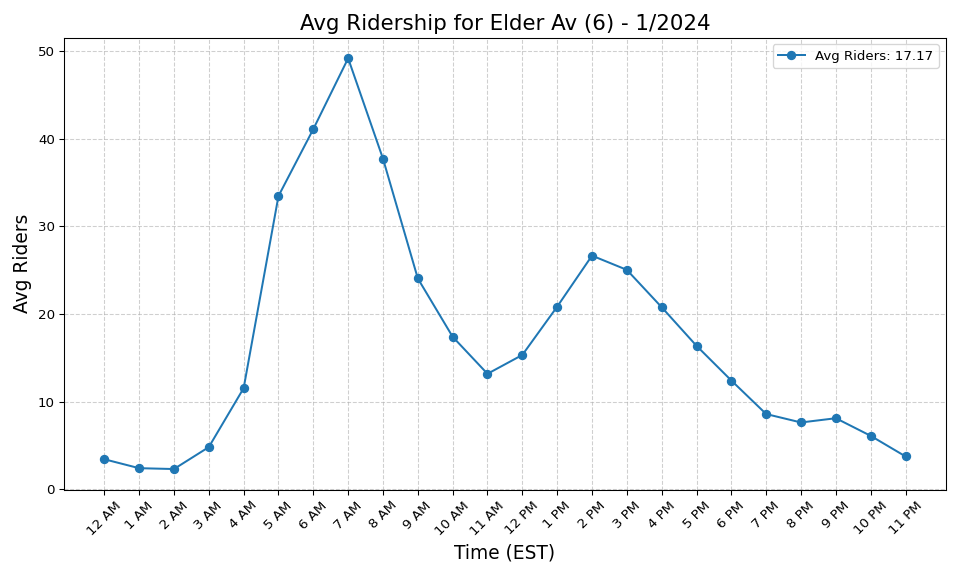 Avg Ridership for Elder Av (6) - 1/2024
Avg Riders: 17.17
Avg Riders
50
40
30
20
10
0
12 AM
1 AM
2 AM
3 AM
4 AM
5 AM
6 AM
7 AM
8 AM
9 AM
10 AM
11 AM
12 PM
1 PM
2 PM
3 PM
4 PM
5 PM
6 PM
7 PM
8 PM
9 PM
10 PM
11 PM
Time (EST)